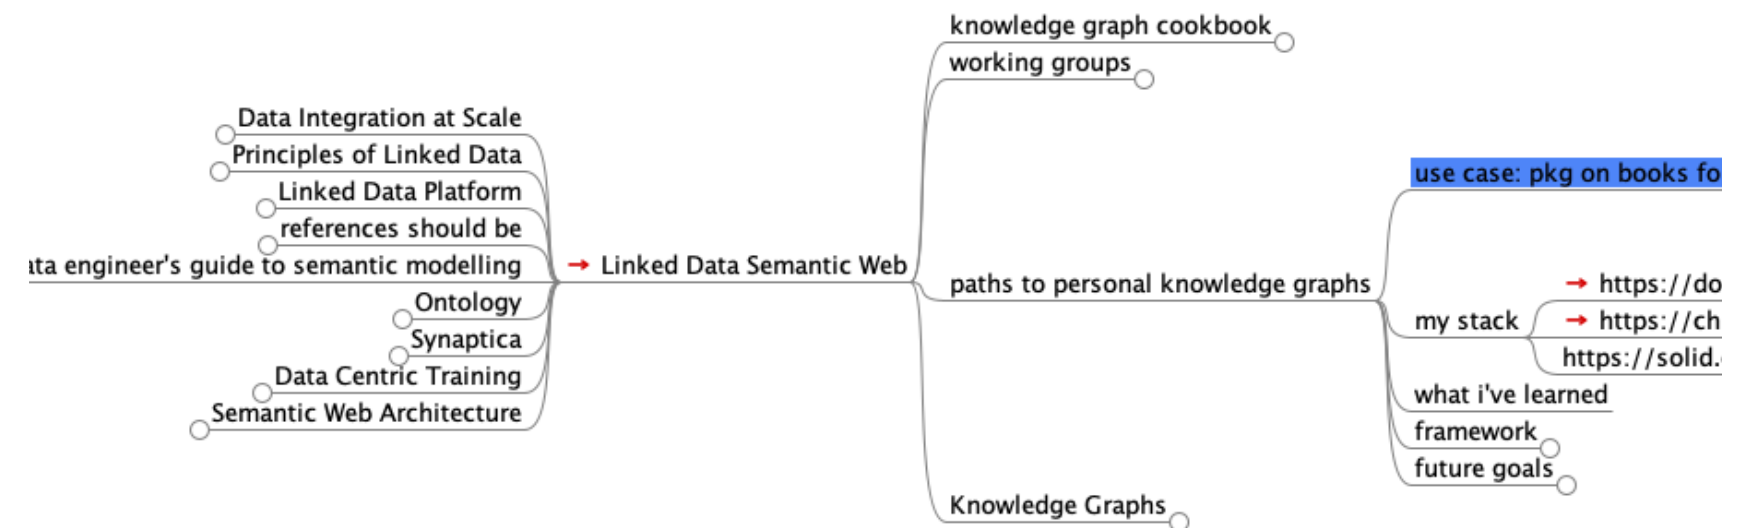 knowledge graph cookbook
working groups
Data Integration at Scale
Principles of Linked Data
Linked Data Platform
references should be
engineer's guide to semantic modelling
Ontology
Synaptica
Data Centric Training
Semantic Web Architecture
→ Linked Data Semantic Web
paths to personal knowledge graphs
use case: pkg on books fo
my stack
→ https://do
→ https://ch
https://solid.
what i've learned
framework
future goals
Knowledge Graphs